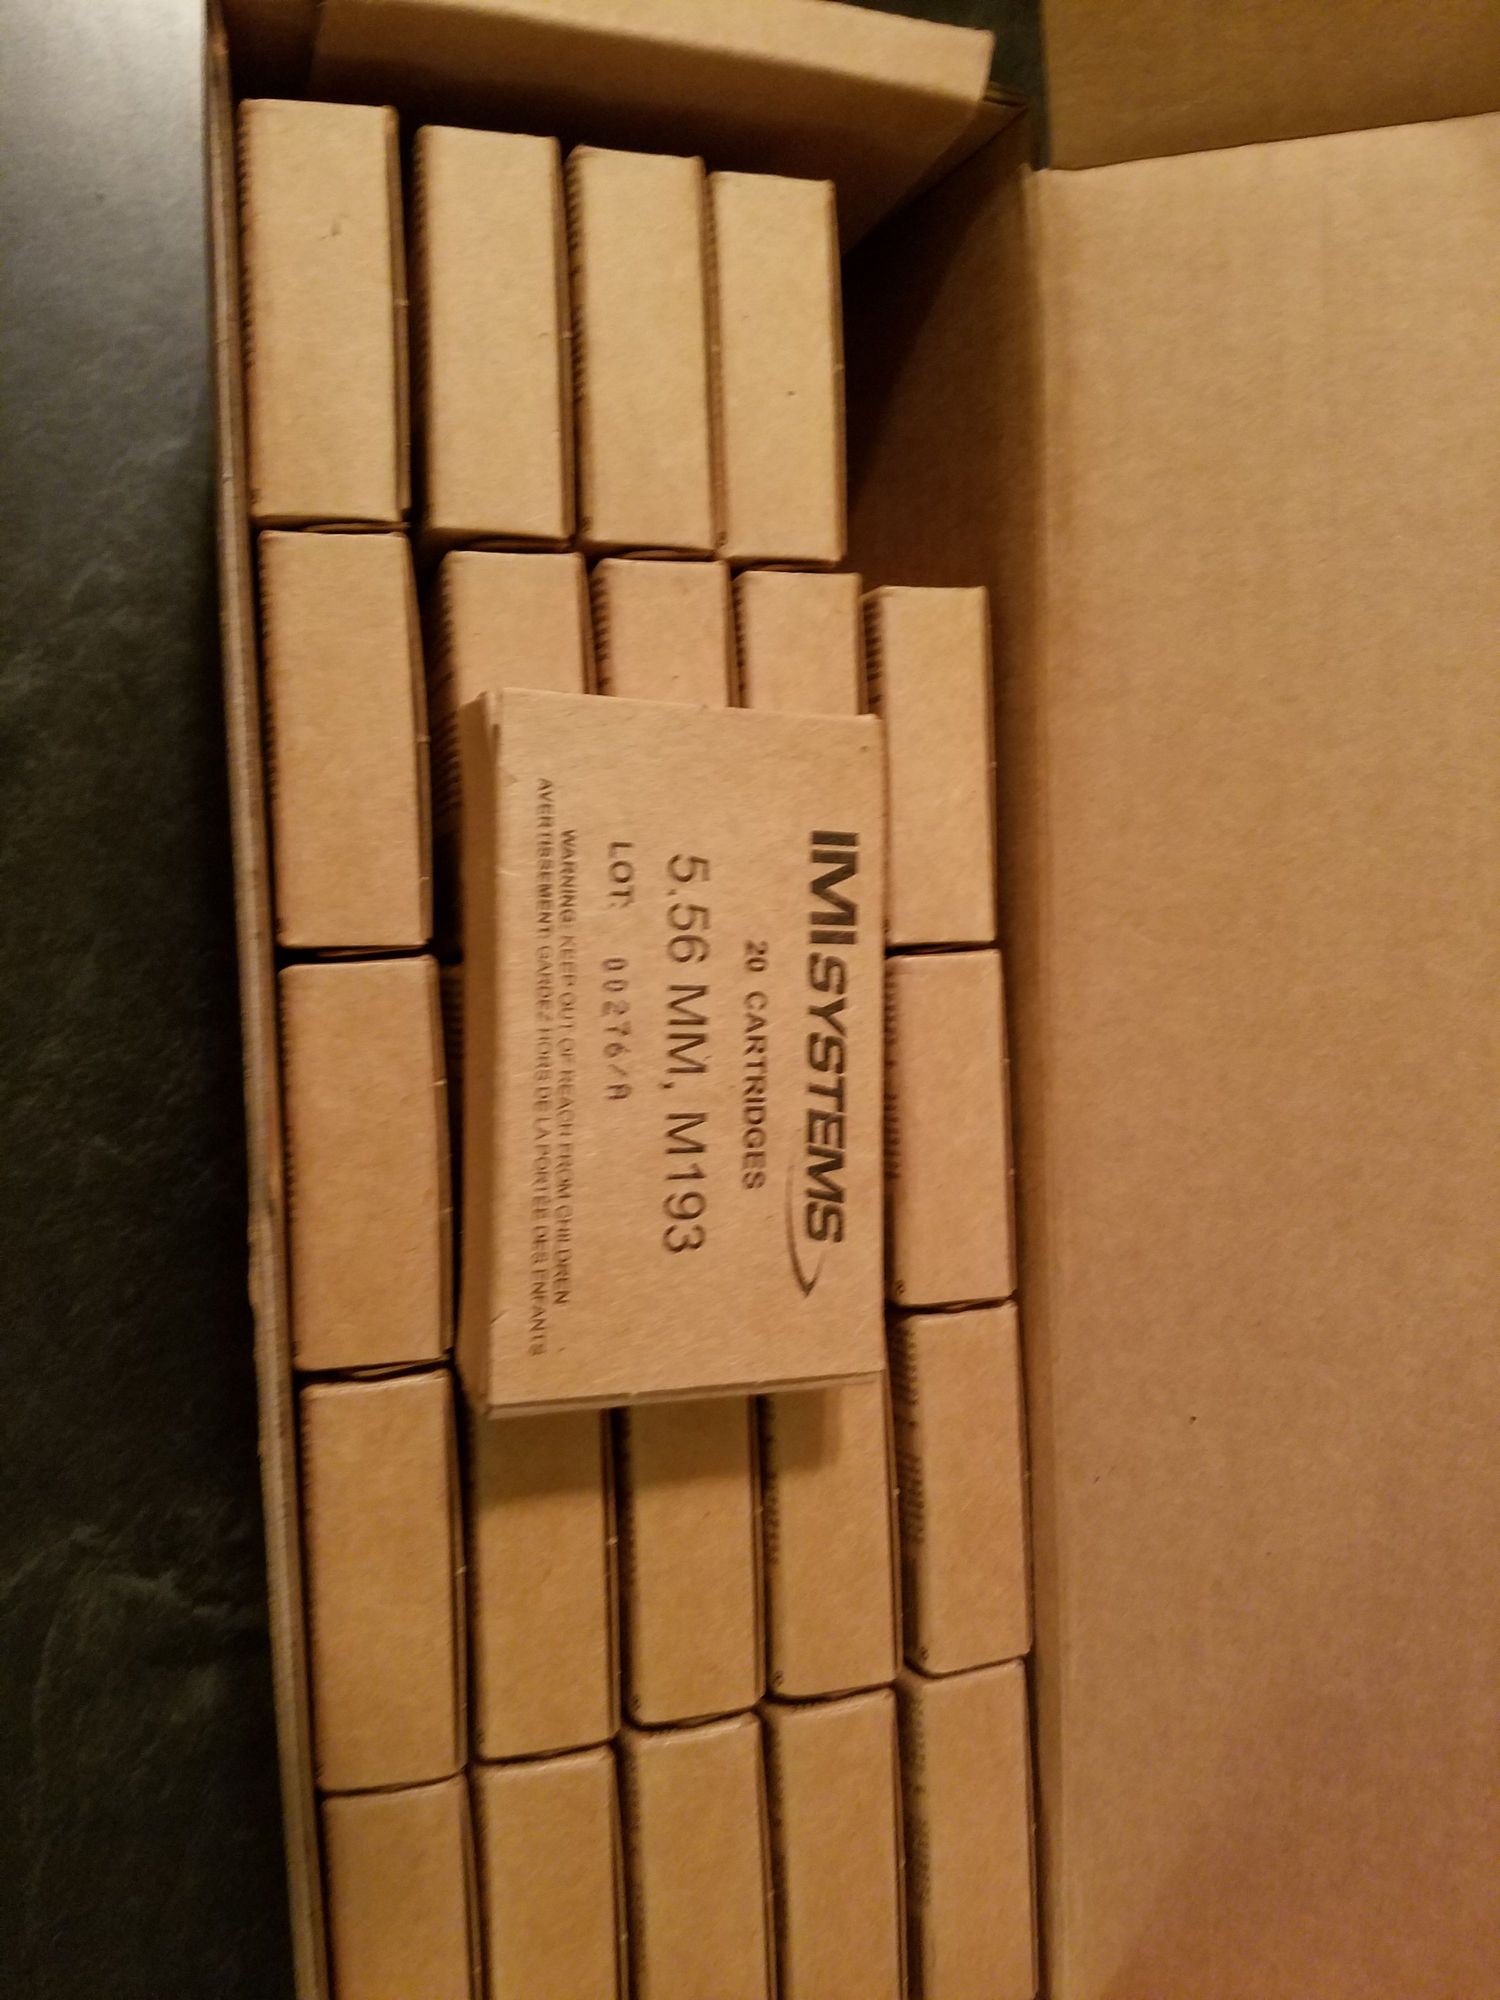 IMI SYSTEMS
20 CARTRIDGES
5.56 MM, M193
LOT: 00276/A
WARNING: KEEP OUT OF REACH FROM CHILDREN
AVERTISSEMENT: GARDEZ HORS DE LA PORTÉE DES ENFANTS